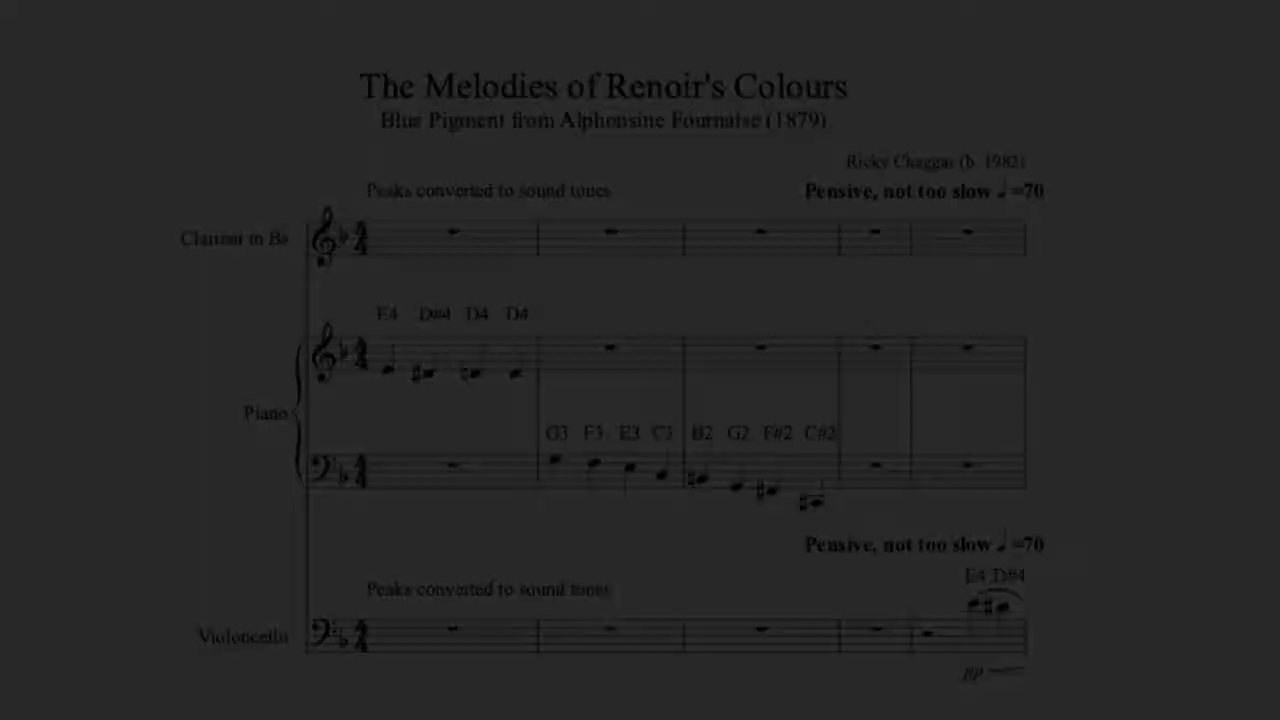 The Melodies of Renoir's Colours
Blue Pigment from Alphonsine Fournaise (1879)
Ricky Chaggar (b. 1982)
Peaks converted to sound tones
Pensive, not too slow ♩=70
Clarinet in B♭
E4 D#4 D4 D4
Piano
G3 F3 E3 C3 B2 G2 F#2 C#2
Pensive, not too slow ♩=70
E4 D#4
Peaks converted to sound tones
Violoncello
pp